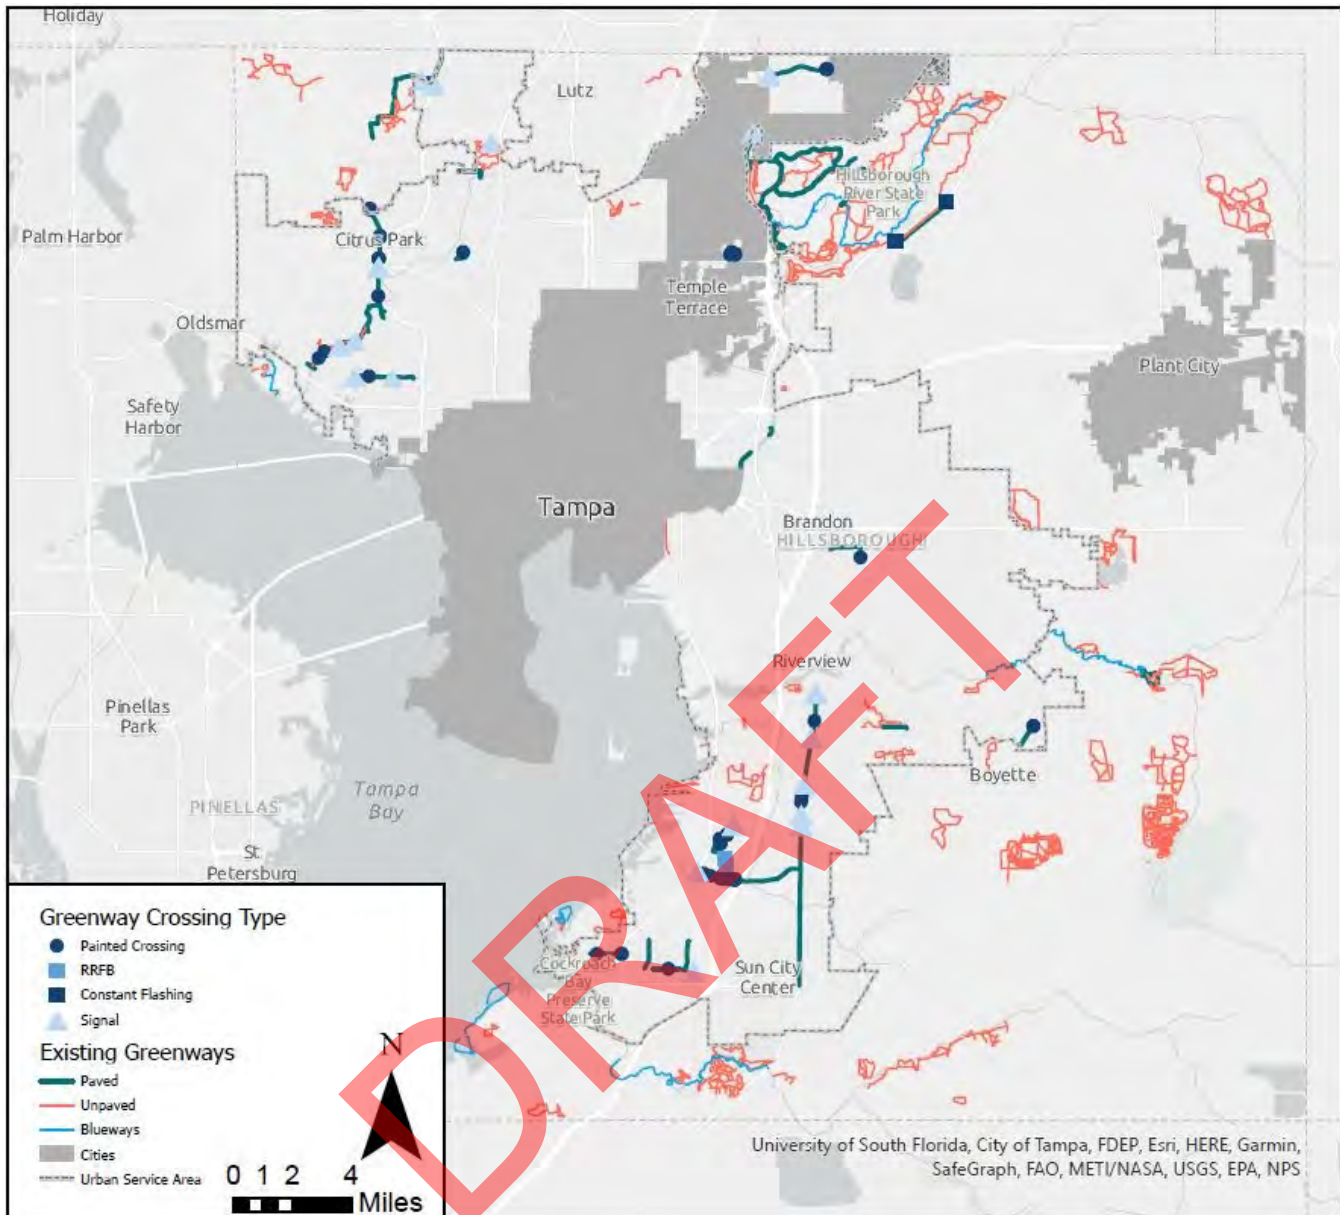 Holiday
Lutz
Palm Harbor
Citrus Park
Hillsborough
River State
Park
Temple
Terrace
Oldsmar
Plant City
Safety
Harbor
Tampa
Brandon
HILLSBOROUGH
Riverview
Pinellas
Park
Boyette
Tampa
Bay
PINELLAS
St.
Petersburg
Cockroach
Bay
Preserve
State Park
Sun City
Center
DRAFT
Greenway Crossing Type
Painted Crossing
RRFB
Constant Flashing
Signal
Existing Greenways
Paved
Unpaved
Blueways
Cities
Urban Service Area
N
0 1 2 4
Miles
University of South Florida, City of Tampa, FDEP, Esri, HERE, Garmin,
SafeGraph, FAO, METI/NASA, USGS, EPA, NPS